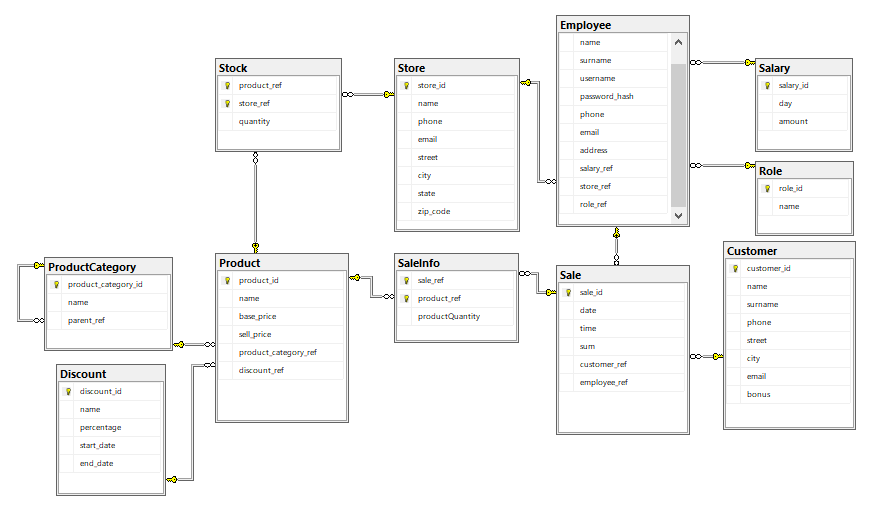 Employee
name
surname
username
password_hash
phone
email
address
salary_ref
store_ref
role_ref
Stock
product_ref
store_ref
quantity
Store
store_id
name
phone
email
street
city
state
zip_code
Salary
salary_id
day
amount
Role
role_id
name
ProductCategory
product_category_id
name
parent_ref
Product
product_id
name
base_price
sell_price
product_category_ref
discount_ref
SaleInfo
sale_ref
product_ref
productQuantity
Sale
sale_id
date
time
sum
customer_ref
employee_ref
Customer
customer_id
name
surname
phone
street
city
email
bonus
Discount
discount_id
name
percentage
start_date
end_date